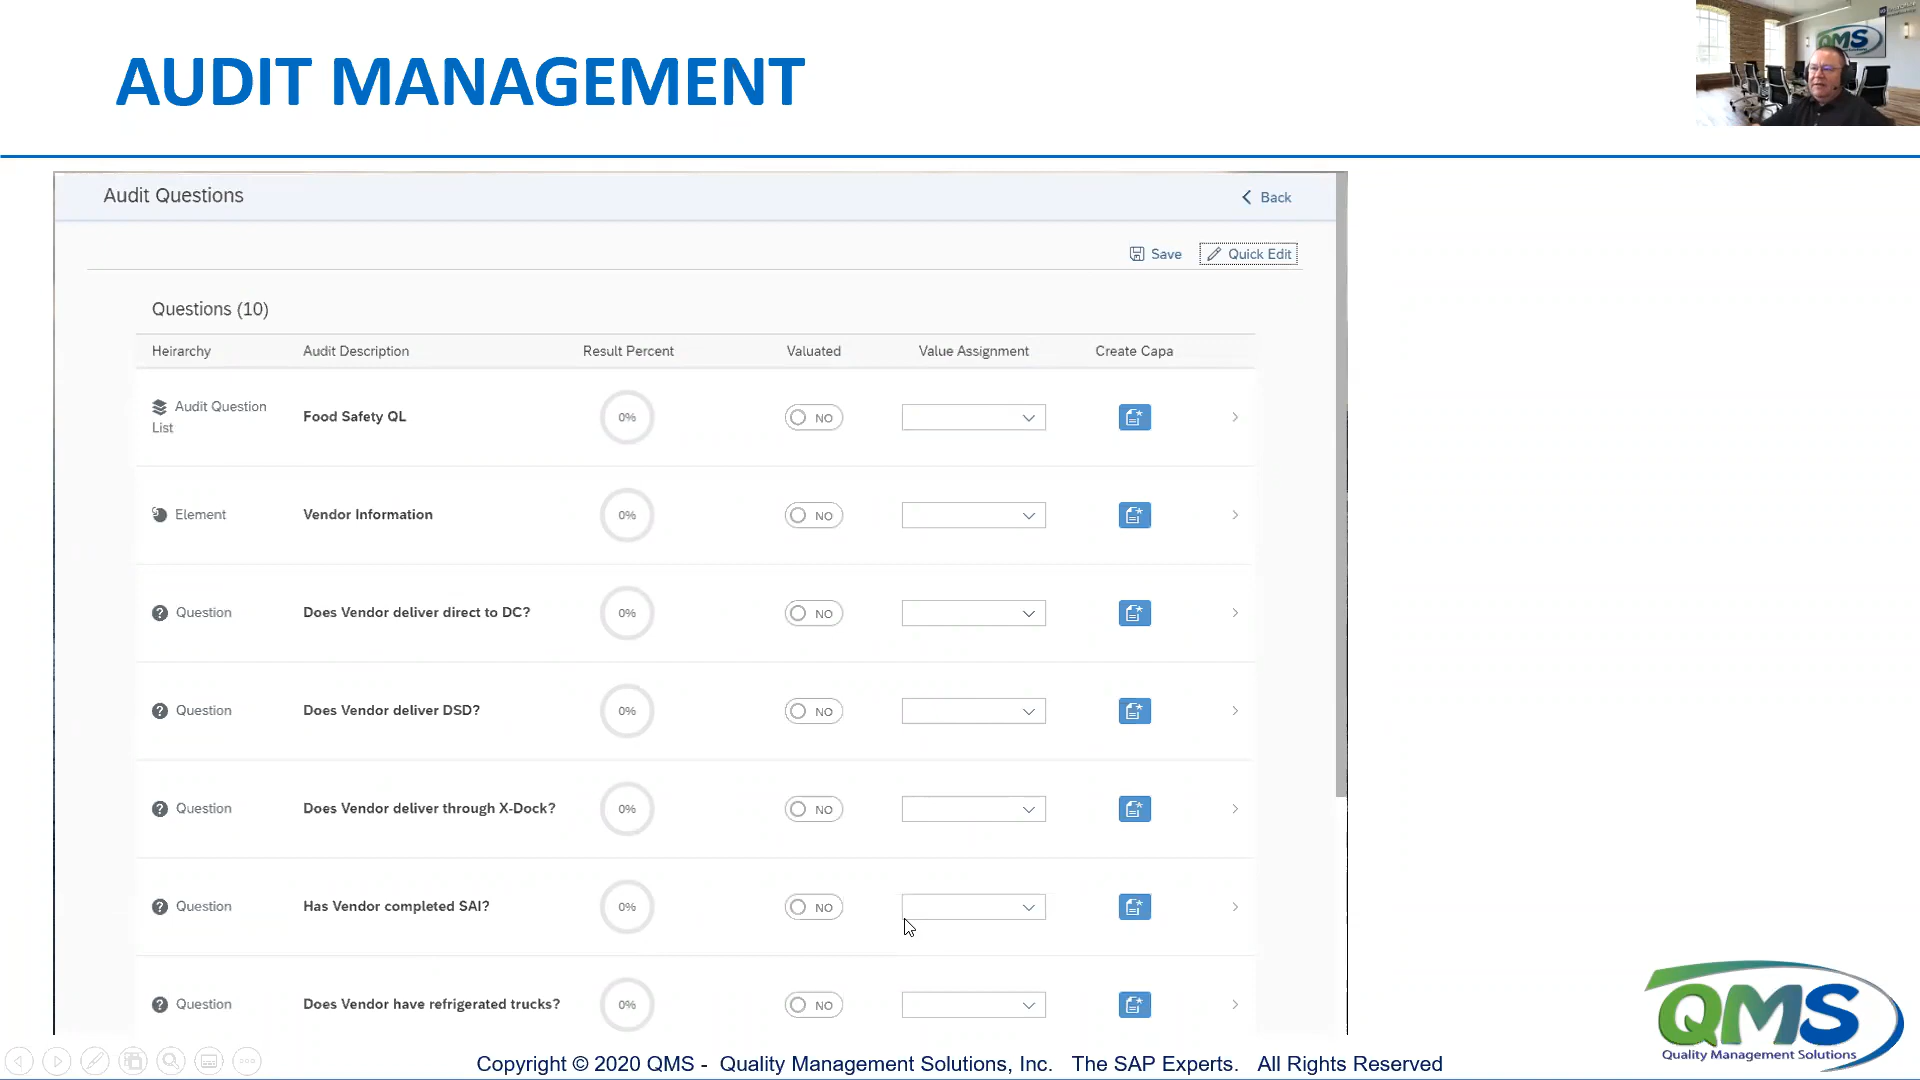 AUDIT MANAGEMENT
QMS
Audit Questions
Back
Save Quick Edit
Questions (10)
Heirarchy Audit Description Result Percent Valuated Value Assignment Create Capa
Audit Question List Food Safety QL 0% NO
Element Vendor Information 0% NO
Question Does Vendor deliver direct to DC? 0% NO
Question Does Vendor deliver DSD? 0% NO
Question Does Vendor deliver through X-Dock? 0% NO
Question Has Vendor completed SAI? 0% NO
Question Does Vendor have refrigerated trucks? 0% NO
QMS
Quality Management Solutions
Copyright © 2020 QMS - Quality Management Solutions, Inc. The SAP Experts. All Rights Reserved